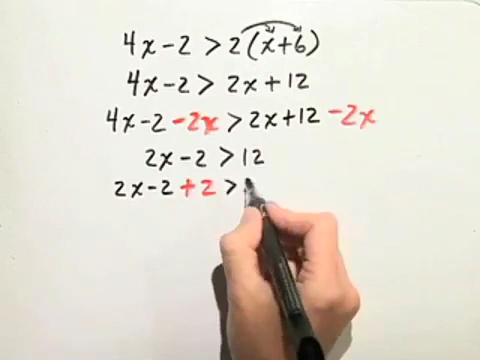 4x-2 > 2(x+6)
4x-2 > 2x+12
4x-2 -2x > 2x+12 -2x
2x-2 > 12
2x-2 +2 >